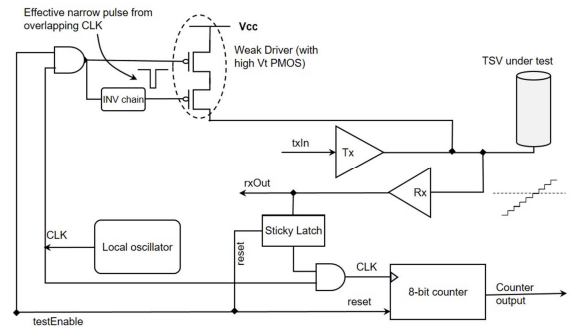 Effective narrow pulse from
overlapping CLK
Vcc
Weak Driver (with
high Vt PMOS)
TSV under test
INV chain
txIn
Tx
rxOut
Rx
CLK
Local oscillator
Sticky Latch
reset
CLK
8-bit counter
Counter
output
reset
testEnable